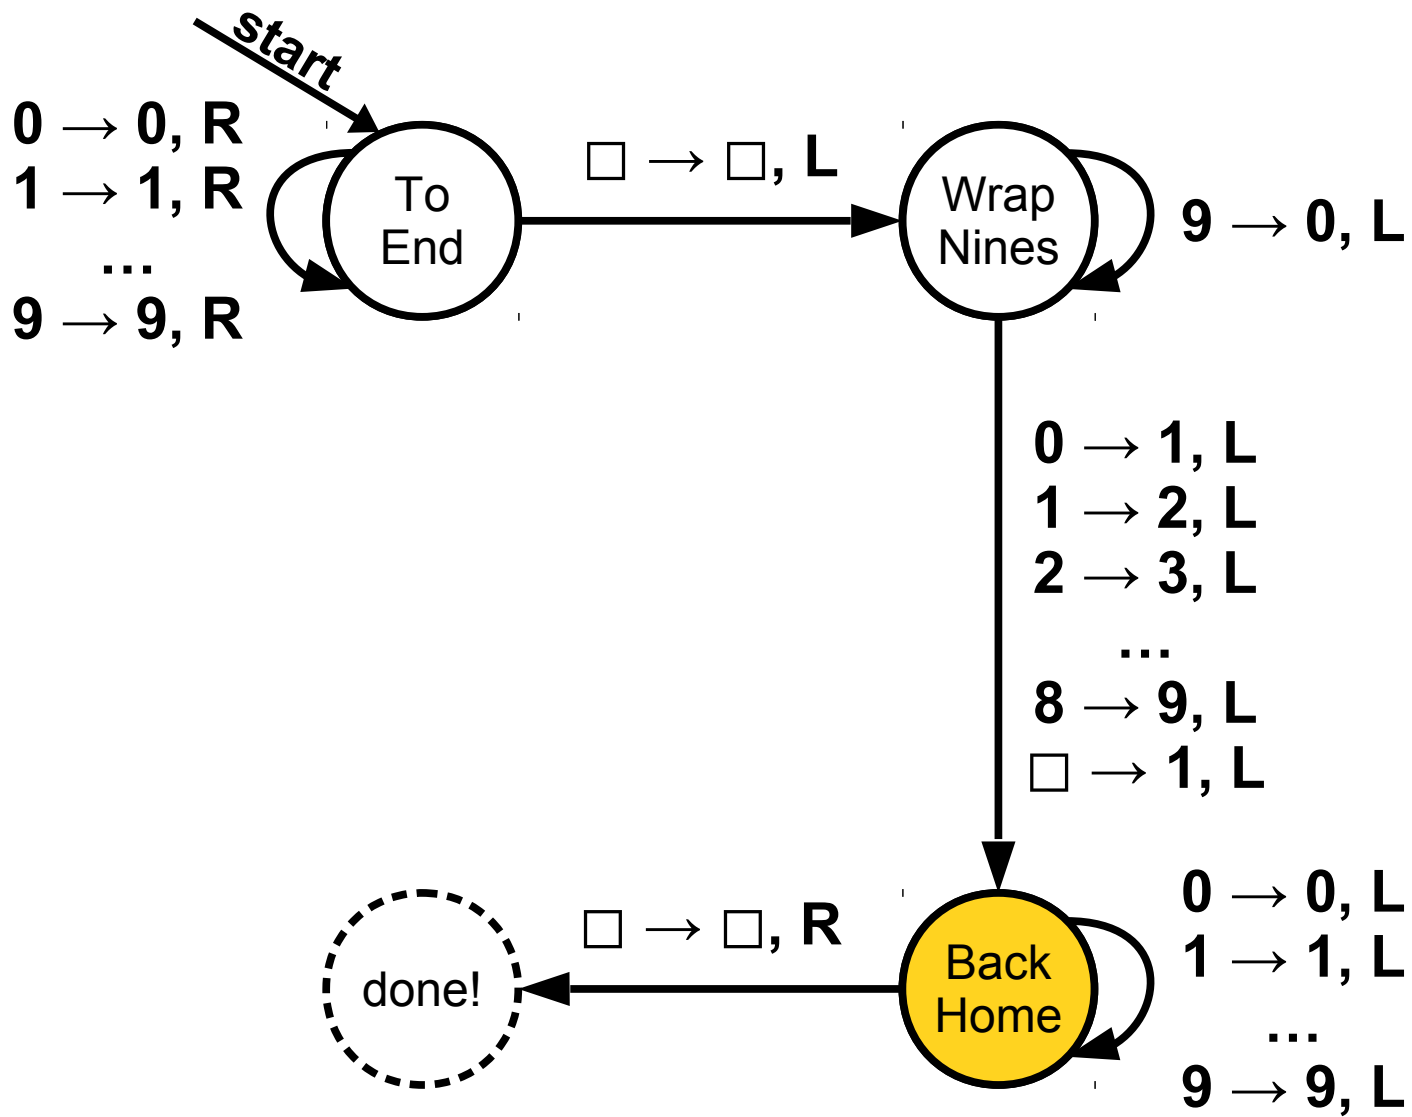 start
0 → 0, R
1 → 1, R
...
9 → 9, R
To
End
□ → □, L
Wrap
Nines
9 → 0, L
0 → 1, L
1 → 2, L
2 → 3, L
...
8 → 9, L
□ → 1, L
done!
□ → □, R
Back
Home
0 → 0, L
1 → 1, L
...
9 → 9, L